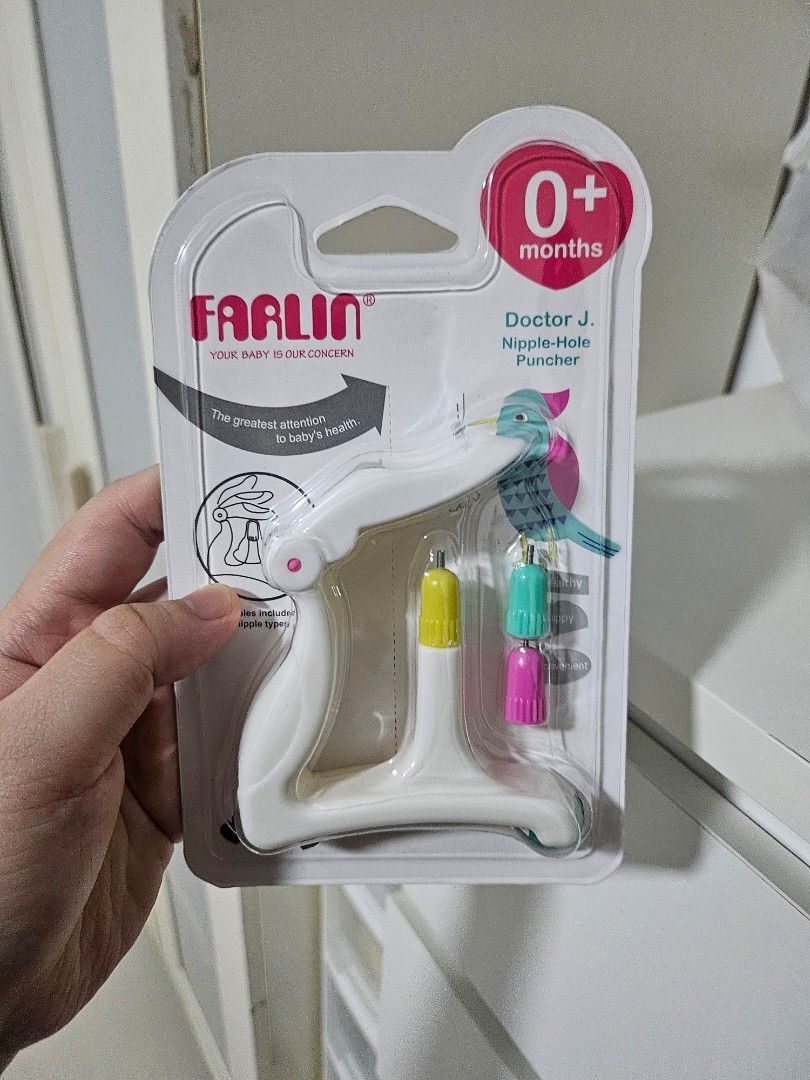 0+
months
FARLIN®
YOUR BABY IS OUR CONCERN
Doctor J.
Nipple-Hole
Puncher
The greatest attention
to baby's health.